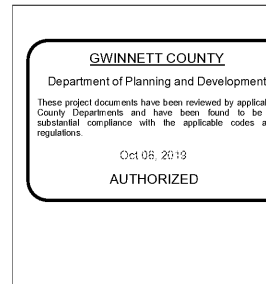 GWINNETT COUNTY
Department of Planning and Development
These project documents have been reviewed by
County Departments and have been found to be
substantial compliance with the applicable codes
regulations.
Oct 06, 2019
AUTHORIZED